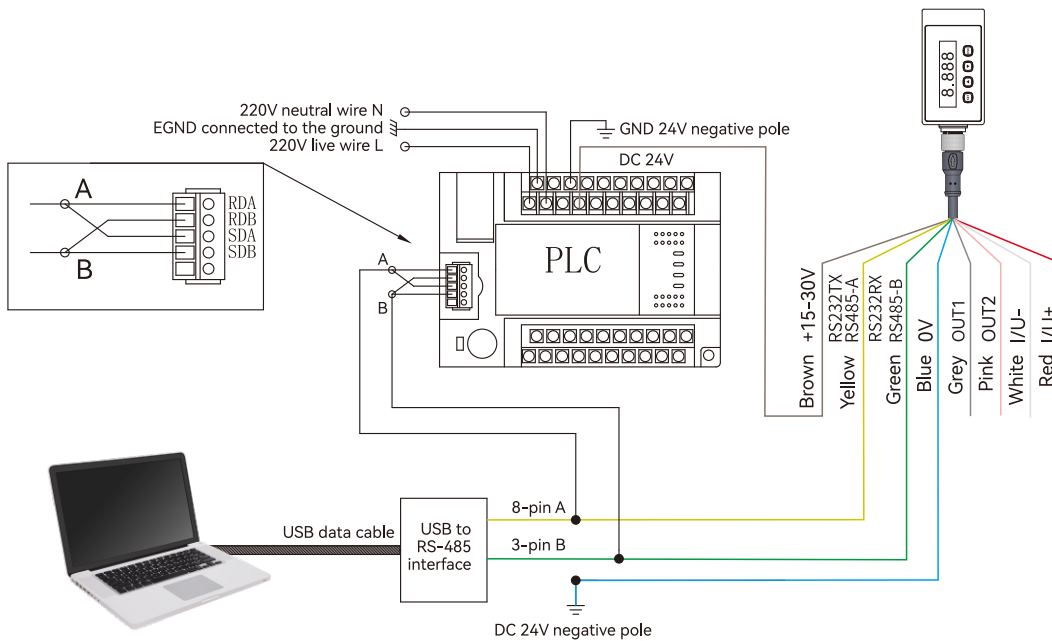 8.888
220V neutral wire N
EGND connected to the ground
220V live wire L
GND 24V negative pole
DC 24V
A
B
RDA
RDB
SDA
SDB
PLC
A
B
Brown +15-30V
RS232TX
Yellow RS485-A
RS232RX
Green RS485-B
Blue 0V
Grey OUT1
Pink OUT2
White I/U-
Red I/U+
USB data cable
USB to
RS-485
interface
8-pin A
3-pin B
DC 24V negative pole